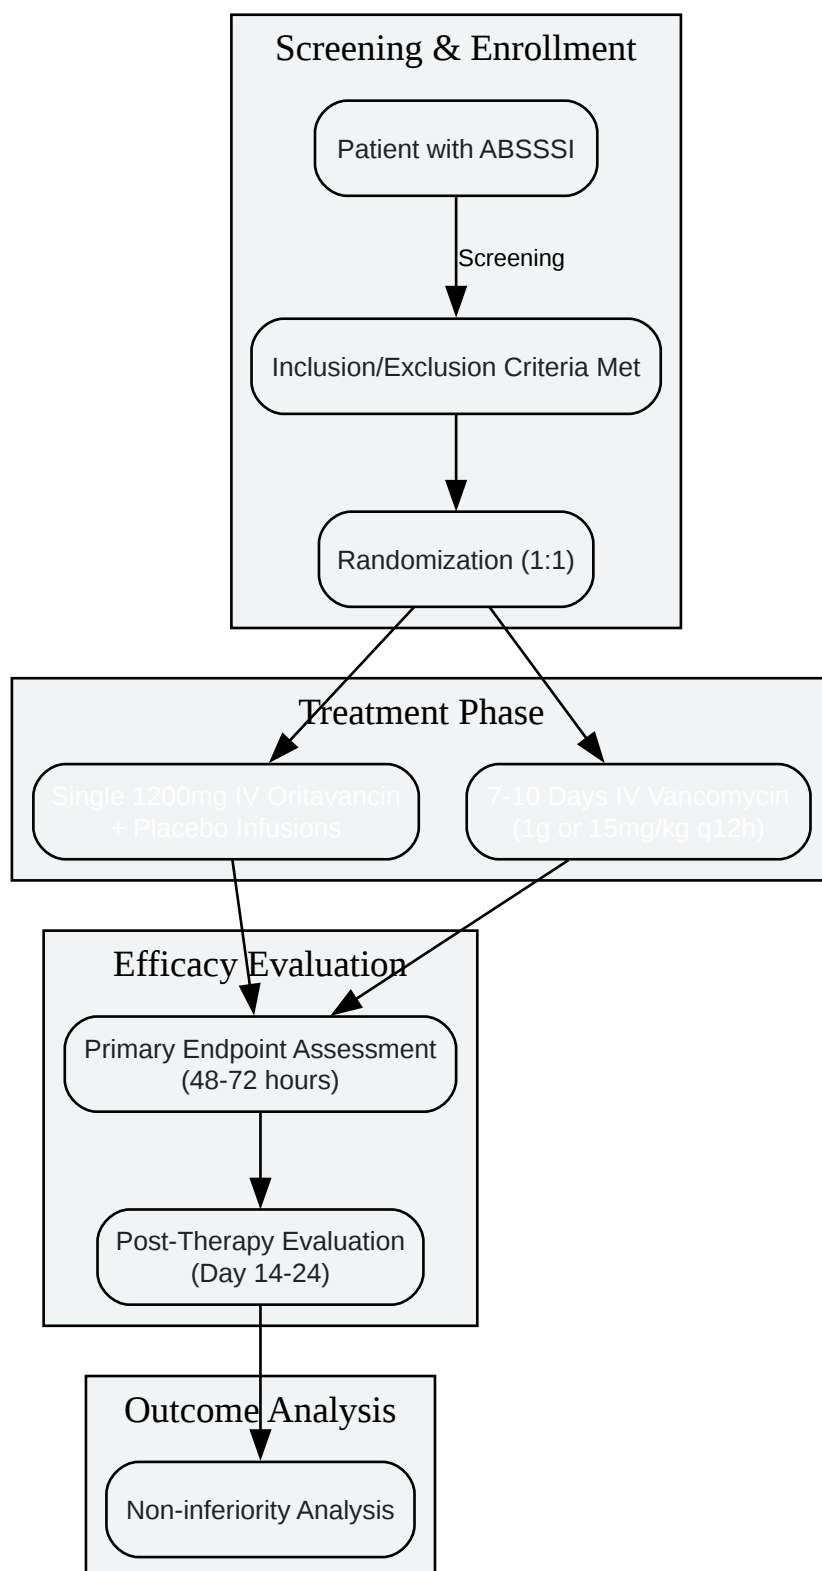 Screening & Enrollment
Patient with ABSSSI
Screening
Inclusion/Exclusion Criteria Met
Randomization (1:1)
Treatment Phase
Single 1200mg IV Oritavancin
+ Placebo Infusions
7-10 Days IV Vancomycin
(1g or 15mg/kg q12h)
Efficacy Evaluation
Primary Endpoint Assessment
(48-72 hours)
Post-Therapy Evaluation
(Day 14-24)
Outcome Analysis
Non-inferiority Analysis